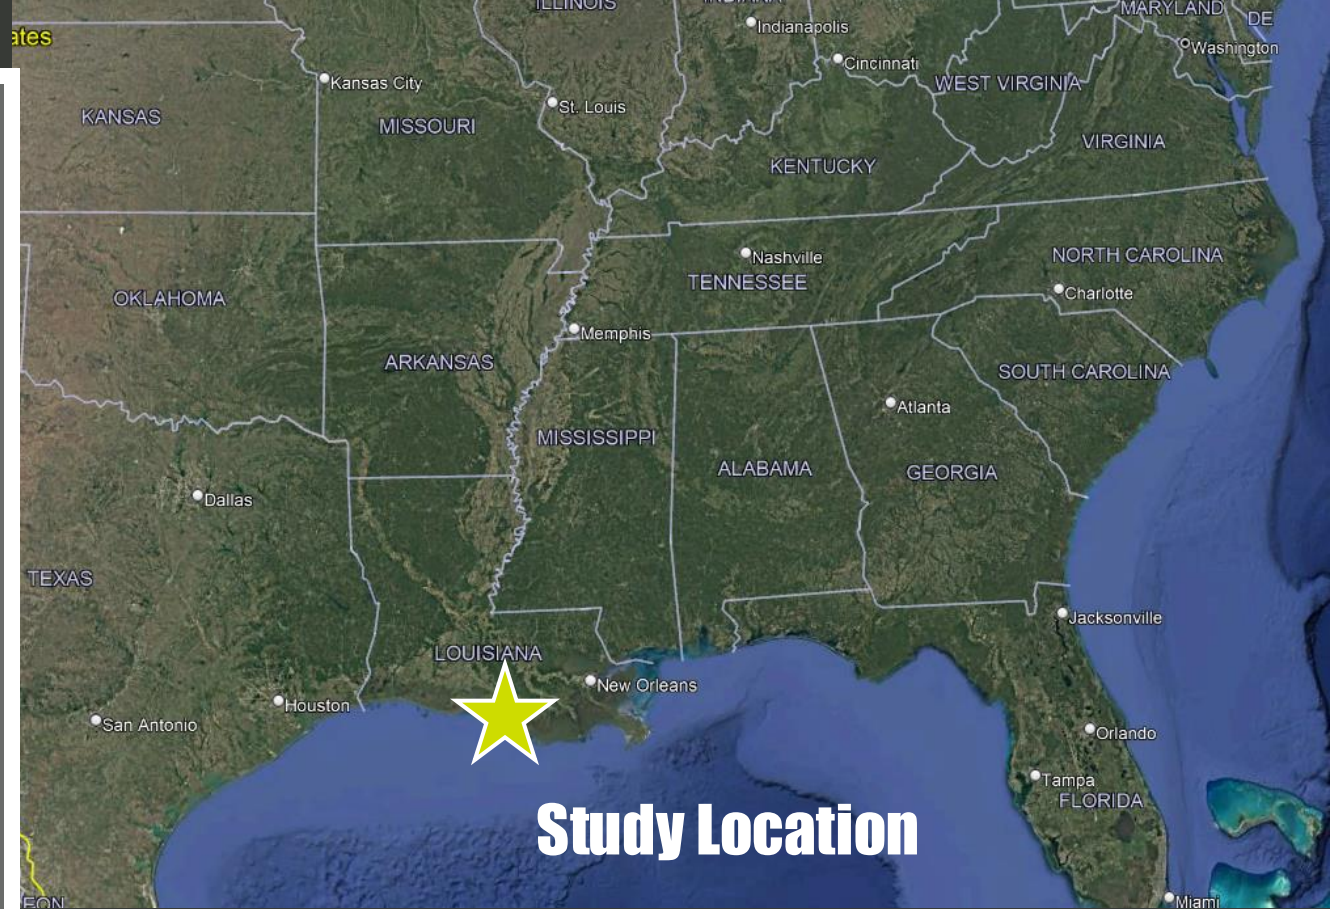 ILLINOIS
MARYLAND
DE
Indianapolis
ates
Washington
Cincinnati
Kansas City
WEST VIRGINIA
St. Louis
KANSAS
MISSOURI
VIRGINIA
KENTUCKY
NORTH CAROLINA
Nashville
TENNESSEE
Charlotte
OKLAHOMA
Memphis
ARKANSAS
SOUTH CAROLINA
Atlanta
MISSISSIPPI
ALABAMA
GEORGIA
Dallas
TEXAS
Jacksonville
LOUISIANA
New Orleans
Houston
San Antonio
Orlando
Tampa
FLORIDA
Study Location
EON
Miami